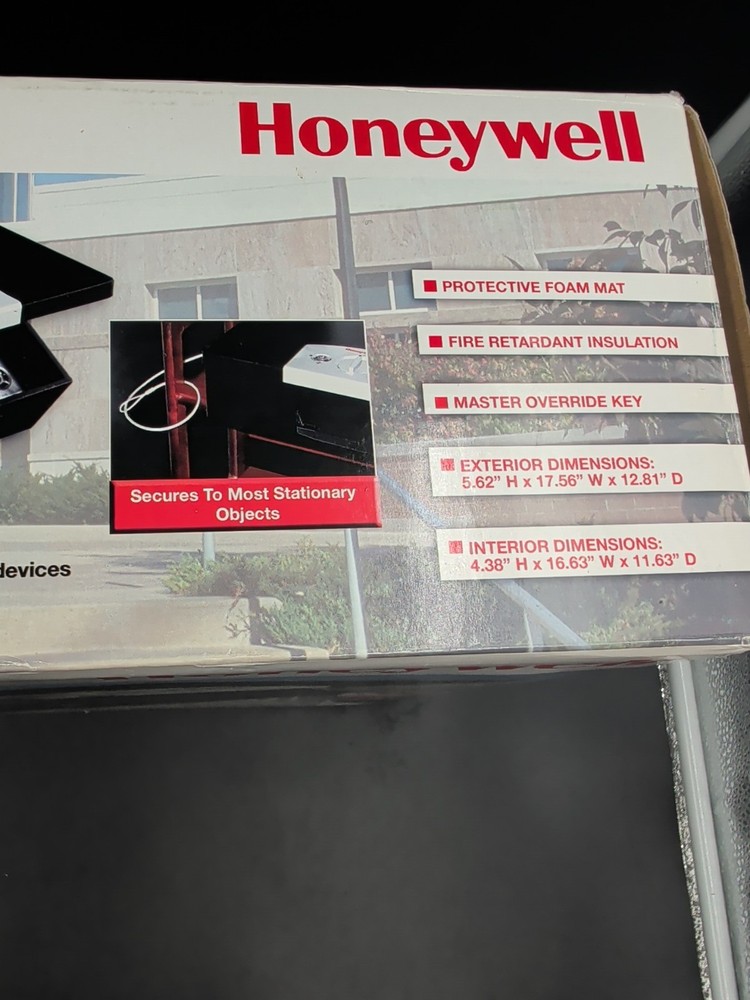 Honeywell
PROTECTIVE FOAM MAT
FIRE RETARDANT INSULATION
MASTER OVERRIDE KEY
EXTERIOR DIMENSIONS:
5.62” H x 17.56” W x 12.81” D
INTERIOR DIMENSIONS:
4.38” H x 16.63” W x 11.63” D
Secures To Most Stationary
Objects
devices